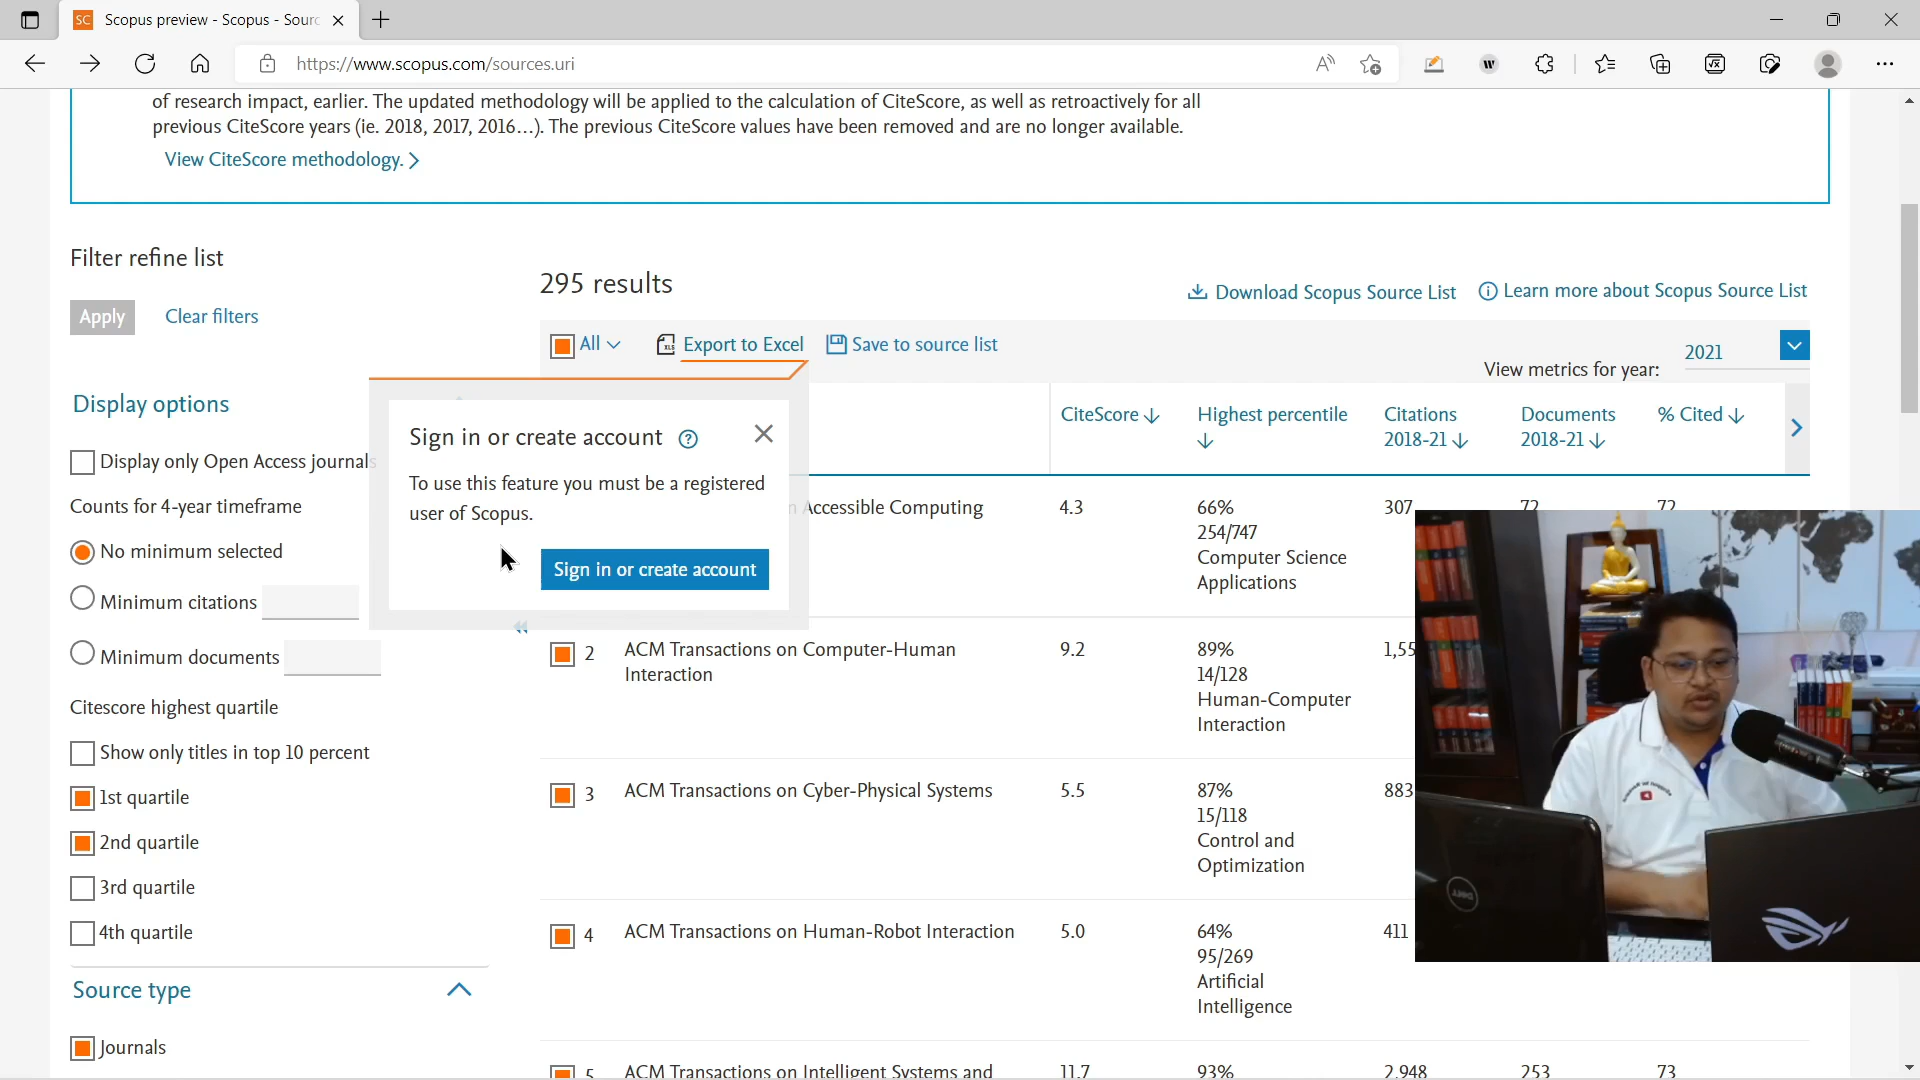 Scopus preview - Scopus - Sour
https://www.scopus.com/sources.uri
of research impact, earlier. The updated methodology will be applied to the calculation of CiteScore, as well as retroactively for all
previous CiteScore years (ie. 2018, 2017, 2016...). The previous CiteScore values have been removed and are no longer available.
View CiteScore methodology.
Filter refine list
Apply Clear filters
295 results
Download Scopus Source List Learn more about Scopus Source List
All Export to Excel Save to source list
View metrics for year: 2021
Display options
Display only Open Access journals
Counts for 4-year timeframe
No minimum selected
Minimum citations
Minimum documents
Citescore highest quartile
Show only titles in top 10 percent
1st quartile
2nd quartile
3rd quartile
4th quartile
Source type
Journals
Sign in or create account
To use this feature you must be a registered
user of Scopus.
Sign in or create account
CiteScore Highest percentile Citations 2018-21 Documents 2018-21 % Cited
Accessible Computing 4.3 66% 307 72 72
254/747
Computer Science
Applications
2 ACM Transactions on Computer-Human 9.2 89% 1,55
Interaction 14/128
Human-Computer
Interaction
3 ACM Transactions on Cyber-Physical Systems 5.5 87% 883
15/118
Control and
Optimization
4 ACM Transactions on Human-Robot Interaction 5.0 64% 411
95/269
Artificial
Intelligence
5 ACM Transactions on Intelligent Systems and 11.7 93% 2,948 253 73
DELL